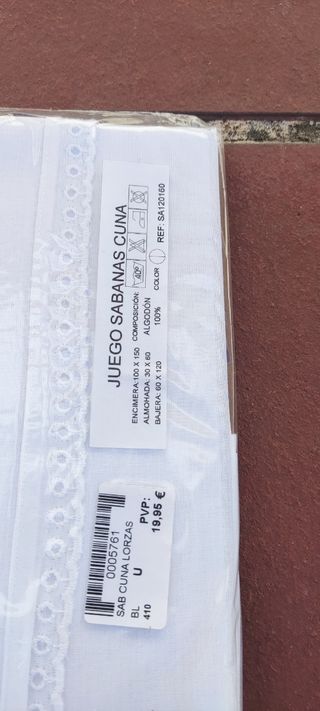 JUEGO SABANAS CUNA
ENCIMERA: 100 X 150
ALMOHADA: 30 X 60
BAJERA: 60 X 120
COMPOSICIÓN:
ALGODÓN
100%
40º
COLOR
REF: SA120160
0005761
SAB CUNA LORZAS
BL U
410
PVP:
19,95 €